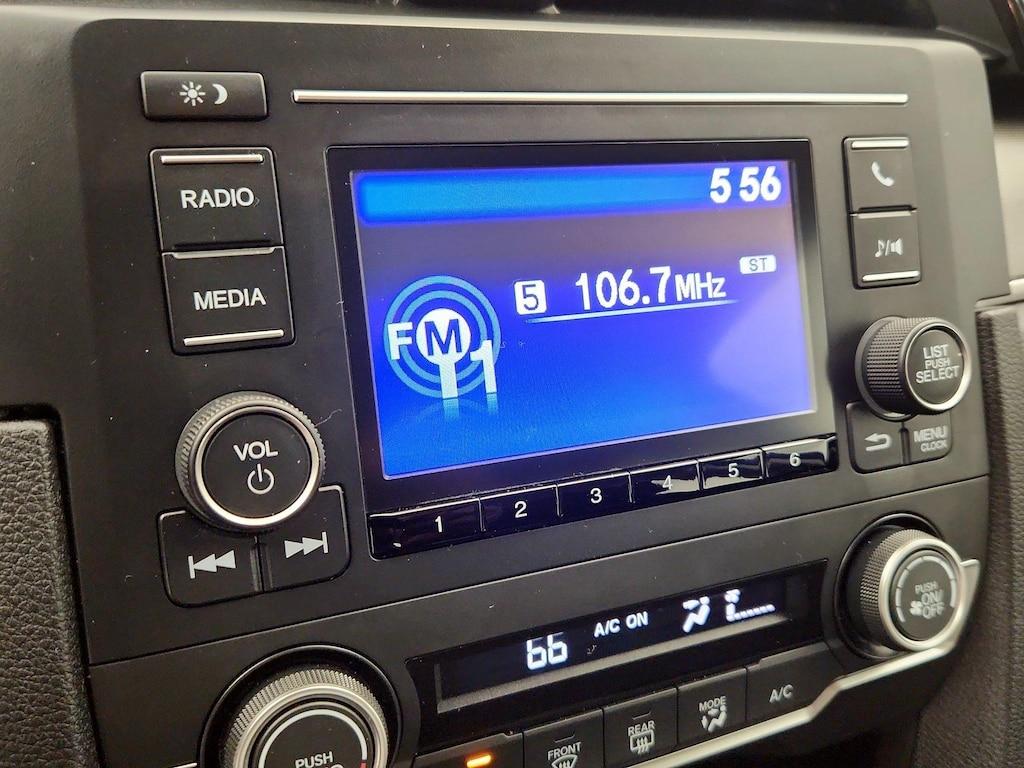 RADIO
MEDIA
VOL
5 56
5 106.7MHz ST
FM 1
LIST
PUSH
SELECT
MENU
CLOCK
1 2 3 4 5 6
66 A/C ON
PUSH
ON/
OFF
PUSH
FRONT
REAR
MODE
A/C